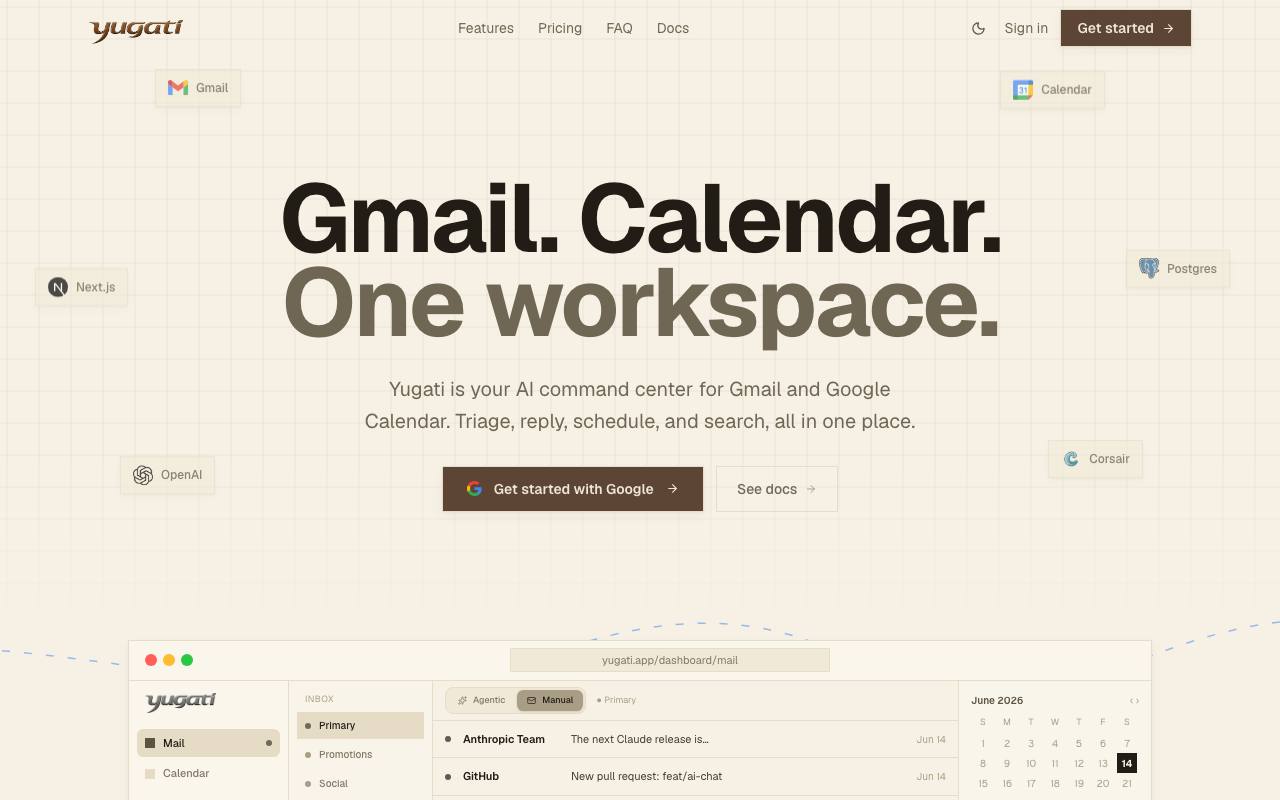 yugati
Features
Pricing
FAQ
Docs
Sign in
Get started →
Gmail
31
Calendar
Gmail. Calendar.
One workspace.
Next.js
Postgres
Yugati is your AI command center for Gmail and Google
Calendar. Triage, reply, schedule, and search, all in one place.
OpenAI
Corsair
Get started with Google →
See docs →
yugati.app/dashboard/mail
yugati
Mail
Calendar
INBOX
Primary
Promotions
Social
Agentic
Manual
Primary
Anthropic Team The next Claude release is… Jun 14
GitHub New pull request: feat/ai-chat Jun 14
June 2026 ‹ ›
S M T W T F S
1 2 3 4 5 6 7
8 9 10 11 12 13 14
15 16 17 18 19 20 21